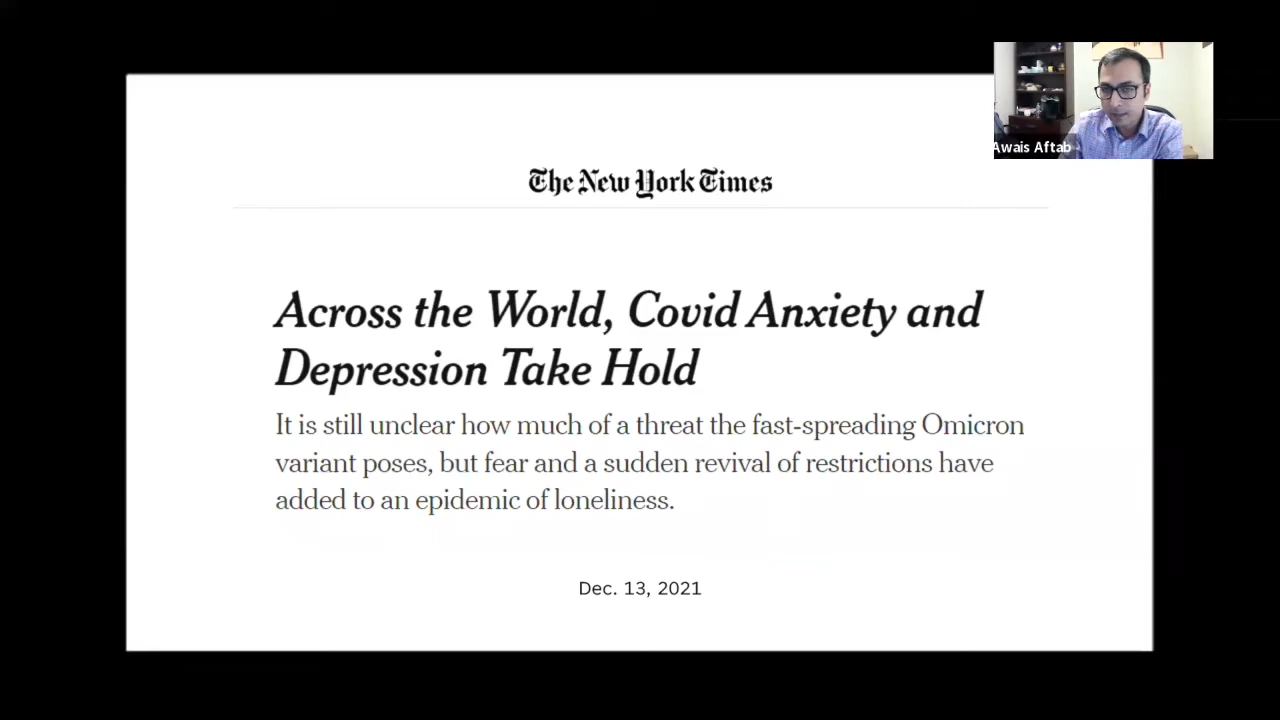 Awais Aftab
The New York Times
Across the World, Covid Anxiety and
Depression Take Hold
It is still unclear how much of a threat the fast-spreading Omicron
variant poses, but fear and a sudden revival of restrictions have
added to an epidemic of loneliness.
Dec. 13, 2021